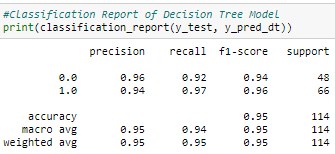 #Classification Report of Decision Tree Model
print(classification_report(y_test, y_pred_dt))
precision recall f1-score support
0.0 0.96 0.92 0.94 48
1.0 0.94 0.97 0.96 66
accuracy 0.95 114
macro avg 0.95 0.94 0.95 114
weighted avg 0.95 0.95 0.95 114